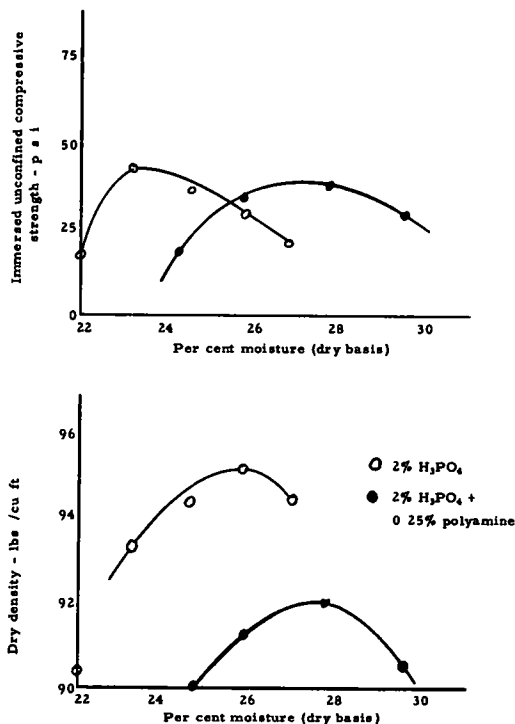 Immersed unconfined compressive
strength - p s i
75
50
25
0
22 24 26 28 30
Per cent moisture (dry basis)
Dry density - lbs /cu ft
96
94
92
90
22 24 26 28 30
Per cent moisture (dry basis)
2% H₃PO₄
2% H₃PO₄ +
0 25% polyamine